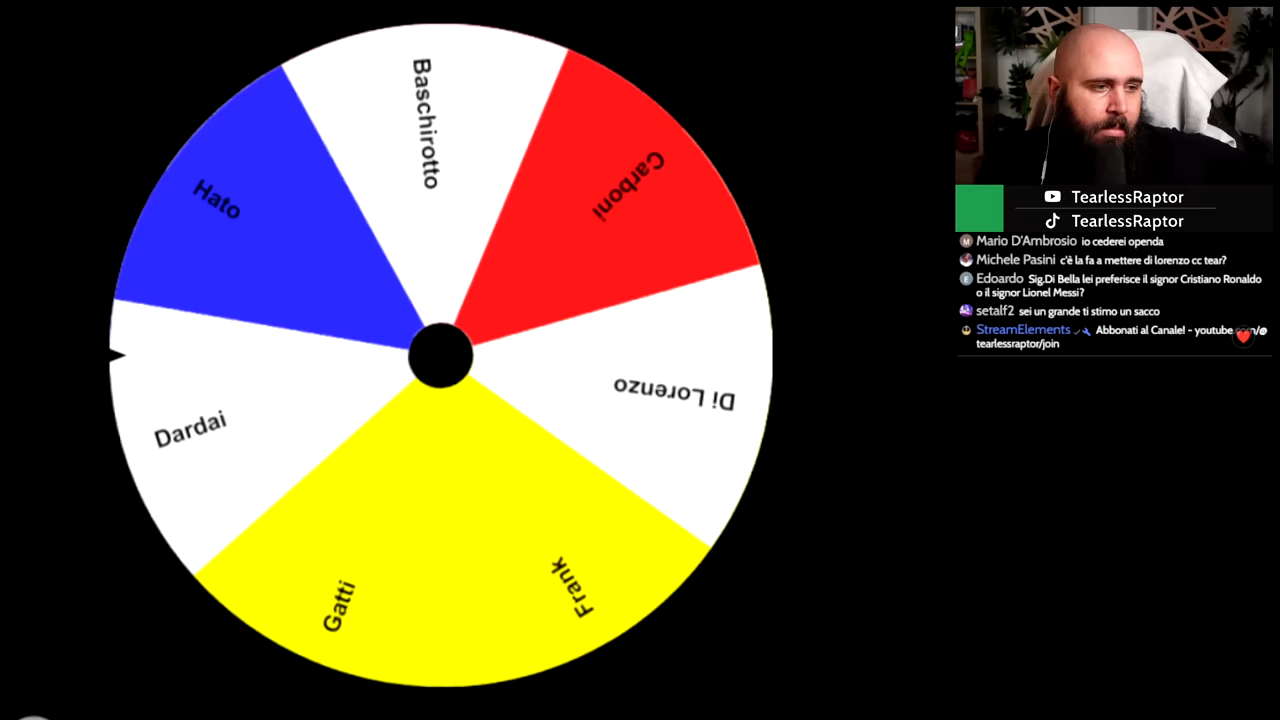 Baschirotto
Carboni
Hato
Di Lorenzo
Dardai
Frank
Gatti
TearlessRaptor
TearlessRaptor
M Mario D'Ambrosio io cederei openda
Michele Pasini c'è la fa a mettere di lorenzo cc tear?
E Edoardo Sig.Di Bella lei preferisce il signor Cristiano Ronaldo
o il signor Lionel Messi?
setalf2 sei un grande ti stimo un sacco
StreamElements Abbonati al Canale! - youtube
tearlessraptor/join